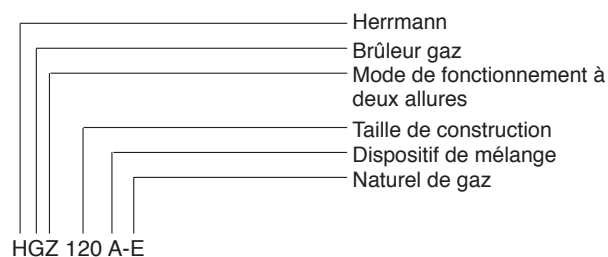 Herrmann
Brûleur gaz
Mode de fonctionnement à
deux allures
Taille de construction
Dispositif de mélange
Naturel de gaz
HGZ 120 A-E